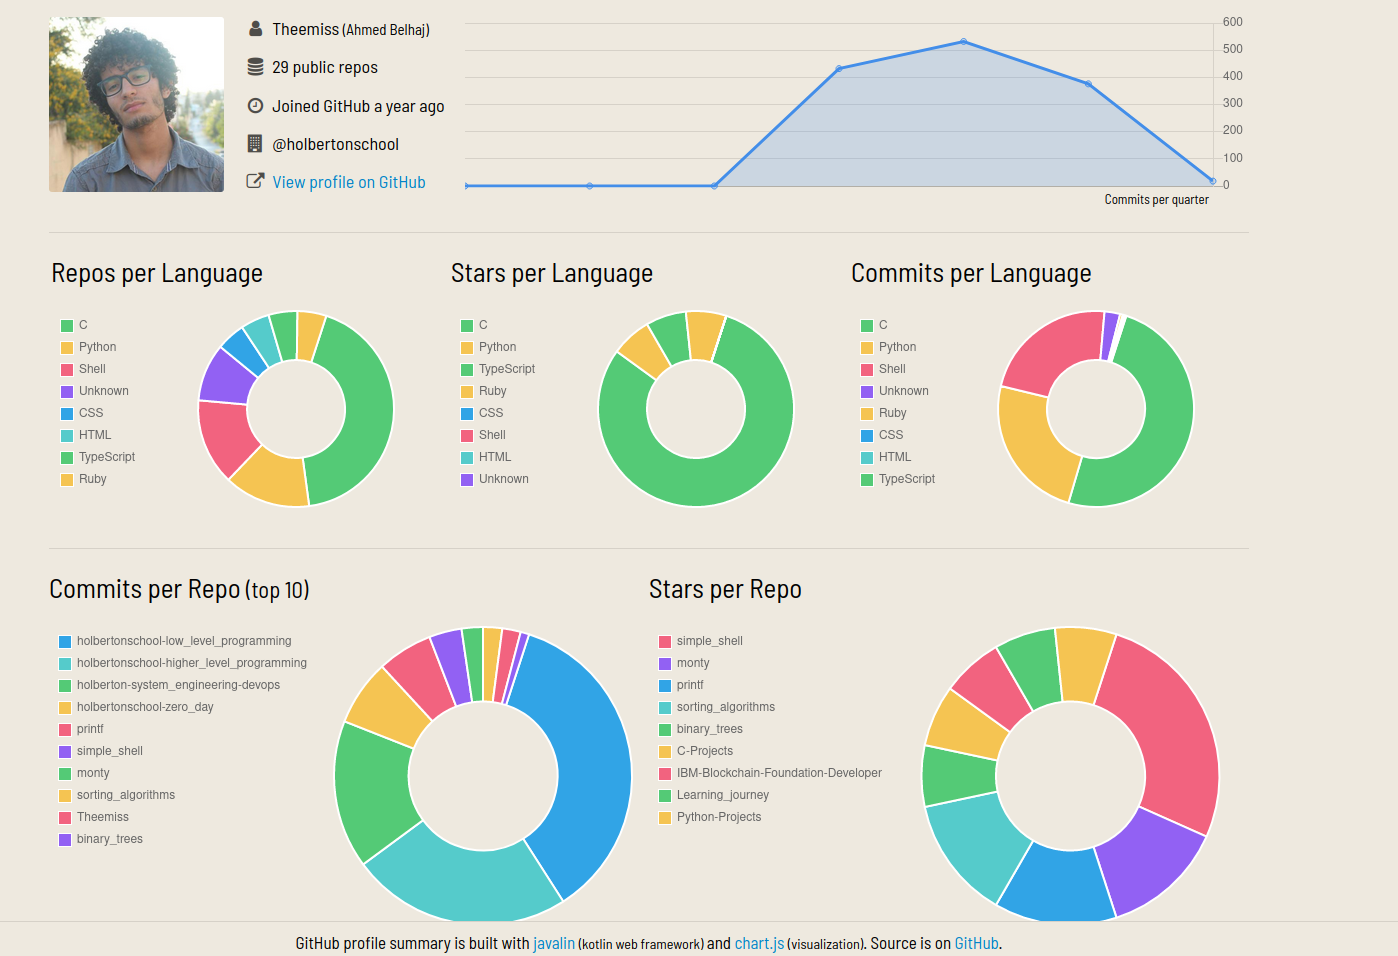 Theemiss (Ahmed Belhaj)
29 public repos
Joined GitHub a year ago
@holbertonschool
View profile on GitHub
600
500
400
300
200
100
0
Commits per quarter
Repos per Language
C
Python
Shell
Unknown
CSS
HTML
TypeScript
Ruby
Stars per Language
C
Python
TypeScript
Ruby
CSS
Shell
HTML
Unknown
Commits per Language
C
Python
Shell
Unknown
Ruby
CSS
HTML
TypeScript
Commits per Repo (top 10)
holbertonschool-low_level_programming
holbertonschool-higher_level_programming
holberton-system_engineering-devops
holbertonschool-zero_day
printf
simple_shell
monty
sorting_algorithms
Theemiss
binary_trees
Stars per Repo
simple_shell
monty
printf
sorting_algorithms
binary_trees
C-Projects
IBM-Blockchain-Foundation-Developer
Learning_journey
Python-Projects
GitHub profile summary is built with javalin (kotlin web framework) and chart.js (visualization). Source is on GitHub.